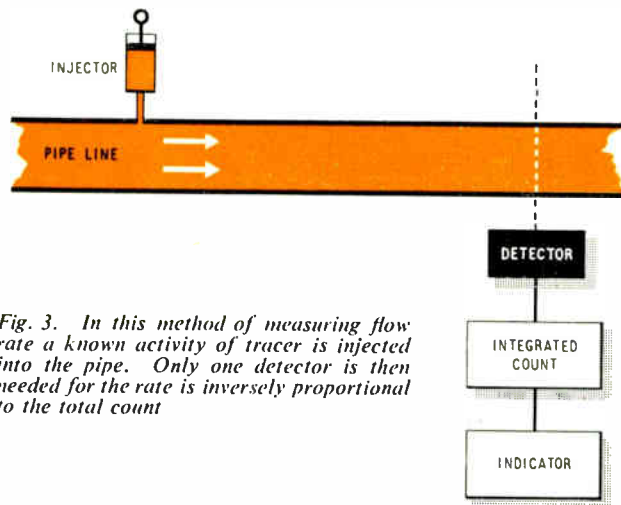 INJECTOR
PIPE LINE
DETECTOR
INTEGRATED
COUNT
INDICATOR
Fig. 3. In this method of measuring flow
rate a known activity of tracer is injected
into the pipe. Only one detector is then
needed for the rate is inversely proportional
to the total count